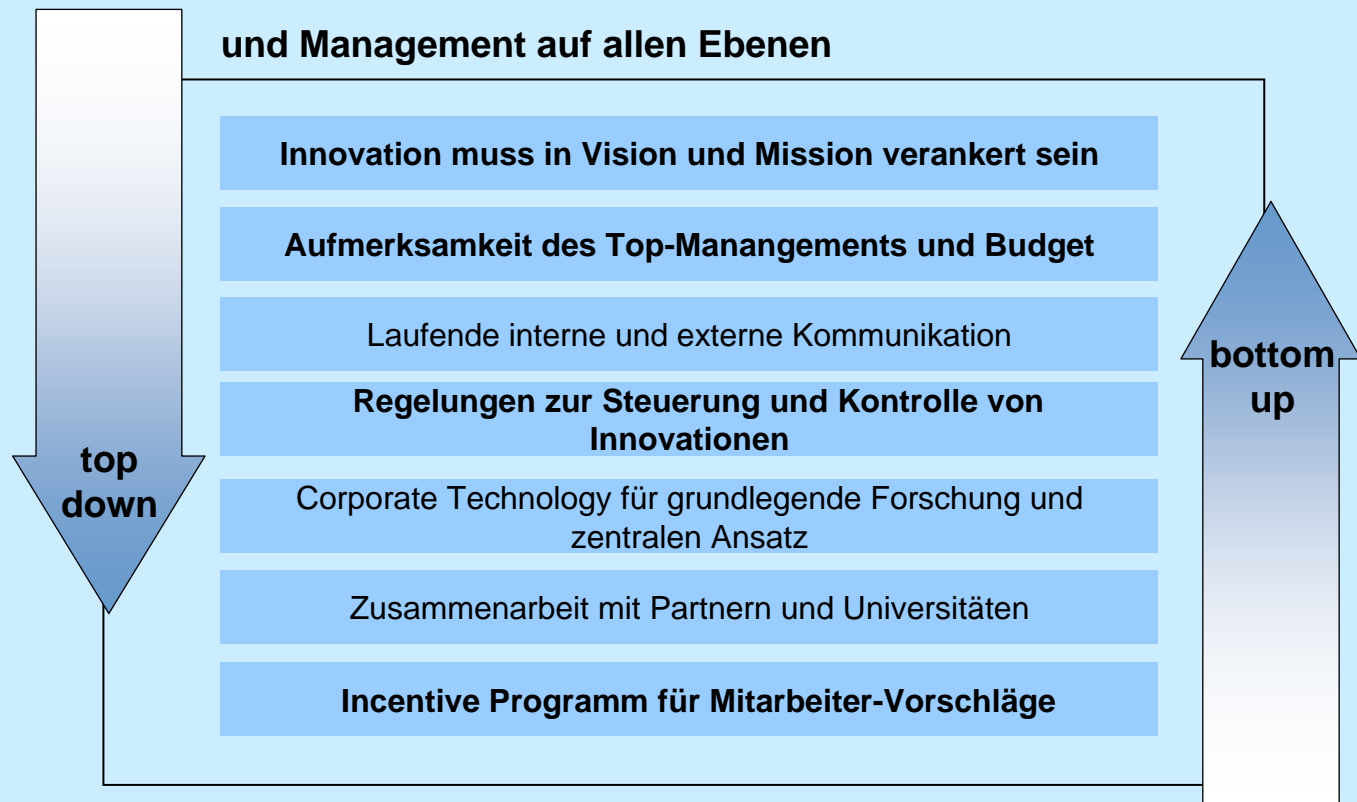 und Management auf allen Ebenen
Innovation muss in Vision und Mission verankert sein
Aufmerksamkeit des Top-Manangements und Budget
Laufende interne und externe Kommunikation
Regelungen zur Steuerung und Kontrolle von
Innovationen
Corporate Technology für grundlegende Forschung und
zentralen Ansatz
Zusammenarbeit mit Partnern und Universitäten
Incentive Programm für Mitarbeiter-Vorschläge
top
down
bottom
up